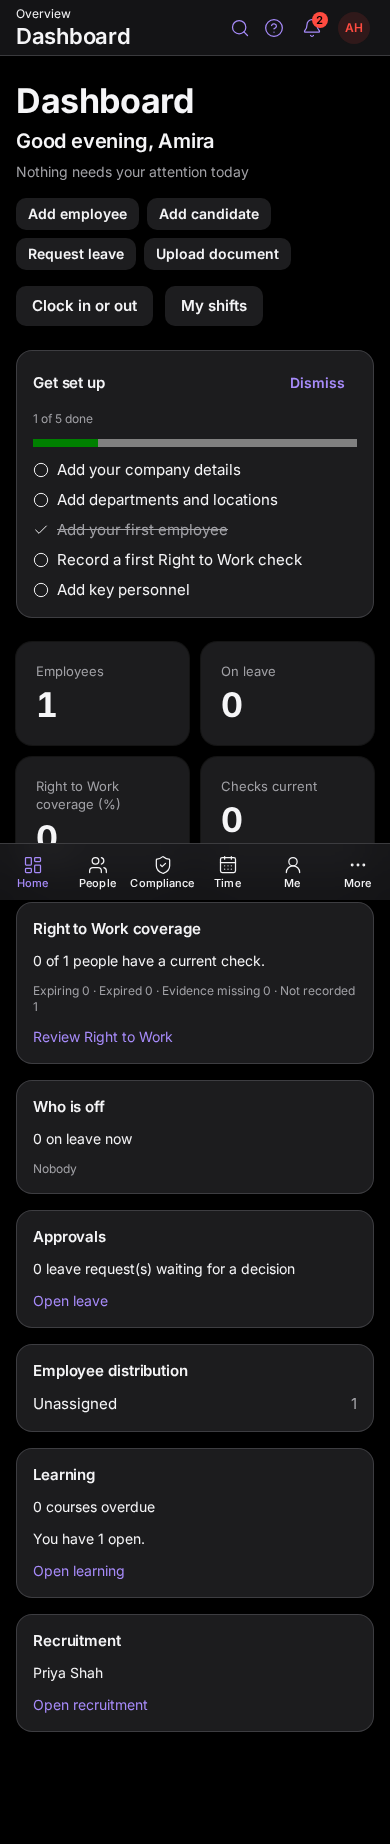 Overview
Dashboard
2
AH
Dashboard
Good evening, Amira
Nothing needs your attention today
Add employee
Add candidate
Request leave
Upload document
Clock in or out
My shifts
Get set up
Dismiss
1 of 5 done
Add your company details
Add departments and locations
Add your first employee
Record a first Right to Work check
Add key personnel
Employees
1
On leave
0
Right to Work
coverage (%)
0
Checks current
0
Home
People
Compliance
Time
Me
More
Right to Work coverage
0 of 1 people have a current check.
Expiring 0 · Expired 0 · Evidence missing 0 · Not recorded
1
Review Right to Work
Who is off
0 on leave now
Nobody
Approvals
0 leave request(s) waiting for a decision
Open leave
Employee distribution
Unassigned
1
Learning
0 courses overdue
You have 1 open.
Open learning
Recruitment
Priya Shah
Open recruitment